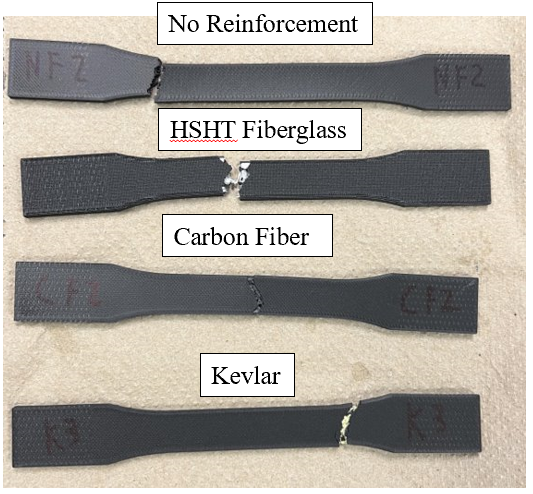 No Reinforcement
NF2 NF2
HSHT Fiberglass
Carbon Fiber
CF2 CF2
Kevlar
K3 K3